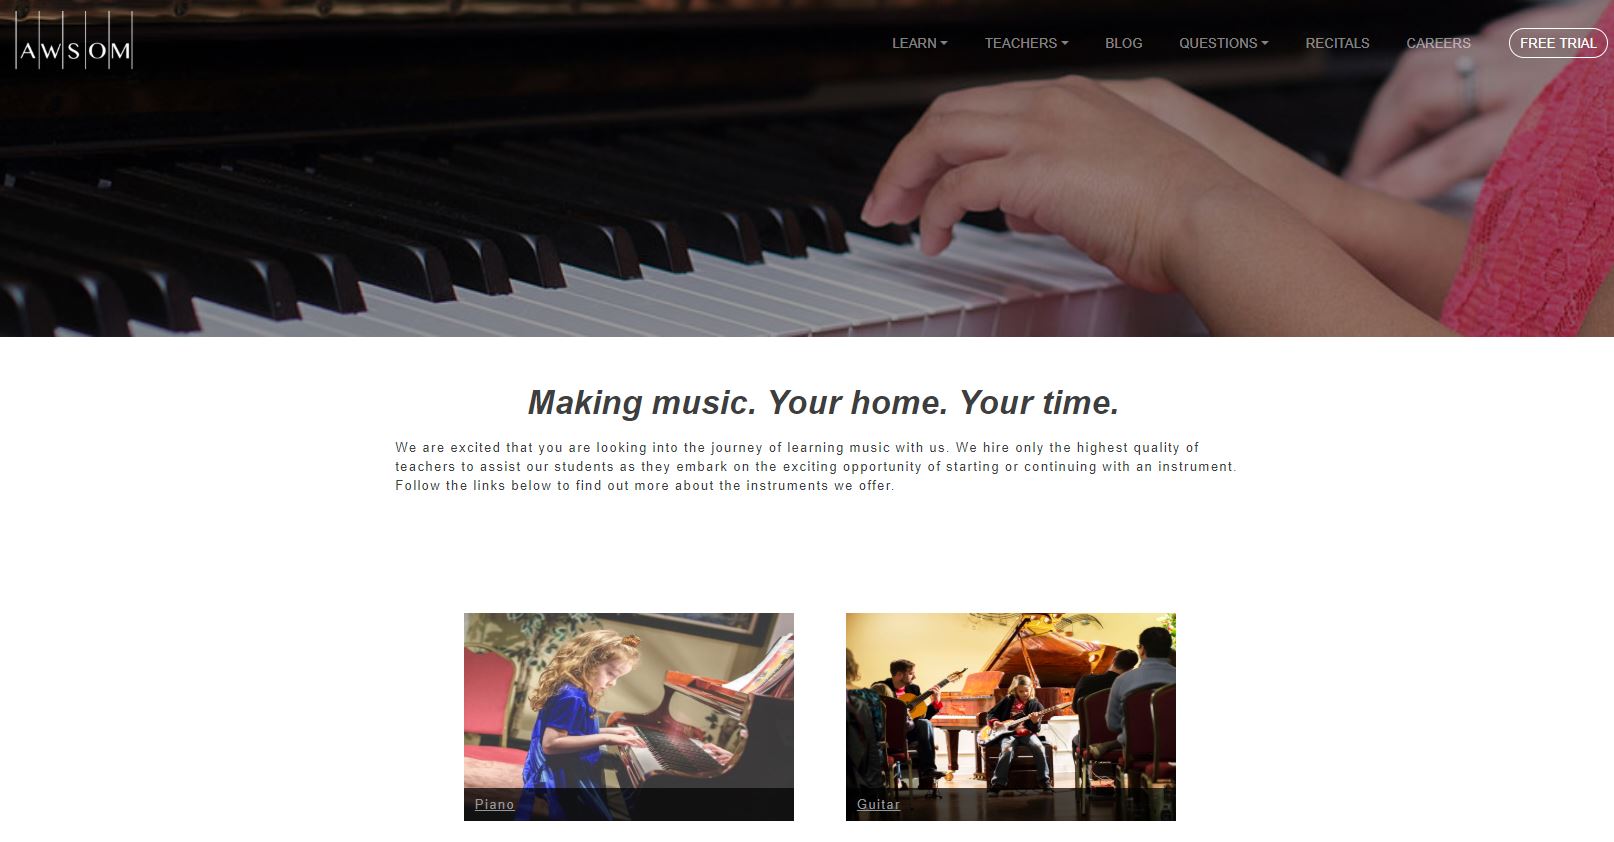 AWSOM
LEARN
TEACHERS
BLOG
QUESTIONS
RECITALS
CAREERS
FREE TRIAL
Making music. Your home. Your time.
We are excited that you are looking into the journey of learning music with us. We hire only the highest quality of
teachers to assist our students as they embark on the exciting opportunity of starting or continuing with an instrument.
Follow the links below to find out more about the instruments we offer.
Piano
Guitar